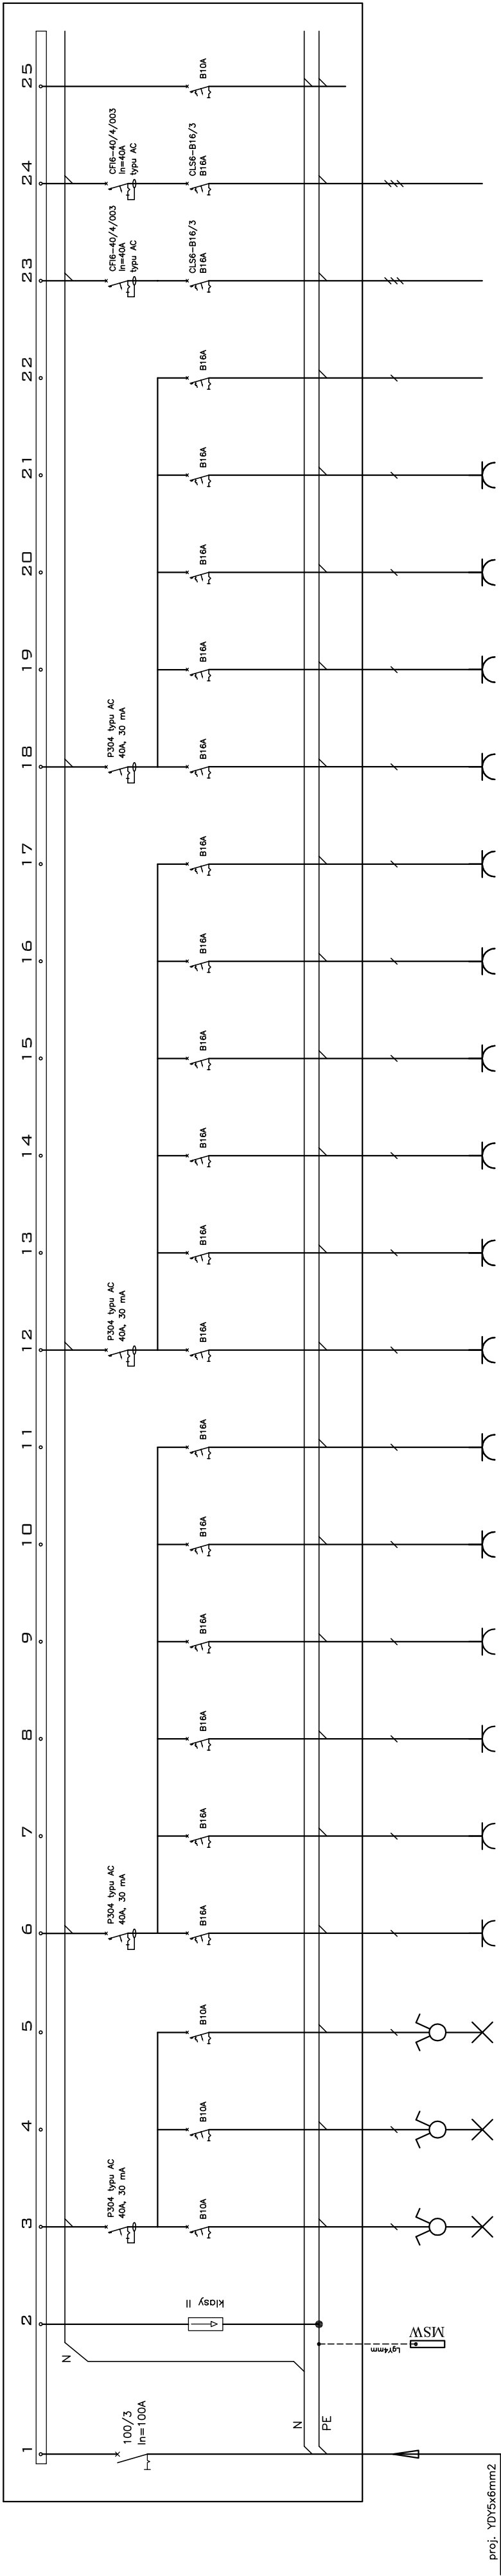 1
100/3
In=100A
N
N
PE
proj. YDY5x6mm2
2
klasy II
LgY4mm
MSW
3
P304 typu AC
40A, 30 mA
B10A
4
B10A
5
B10A
6
P304 typu AC
40A, 30 mA
B16A
7
B16A
8
B16A
9
B16A
10
B16A
11
B16A
12
P304 typu AC
40A, 30 mA
B16A
13
B16A
14
B16A
15
B16A
16
B16A
17
B16A
18
P304 typu AC
40A, 30 mA
B16A
19
B16A
20
B16A
21
B16A
22
B16A
23
CFI6-40/4/003
In=40A
typu AC
CLS6-B16/3
B16A
24
CFI6-40/4/003
In=40A
typu AC
CLS6-B16/3
B16A
25
B10A